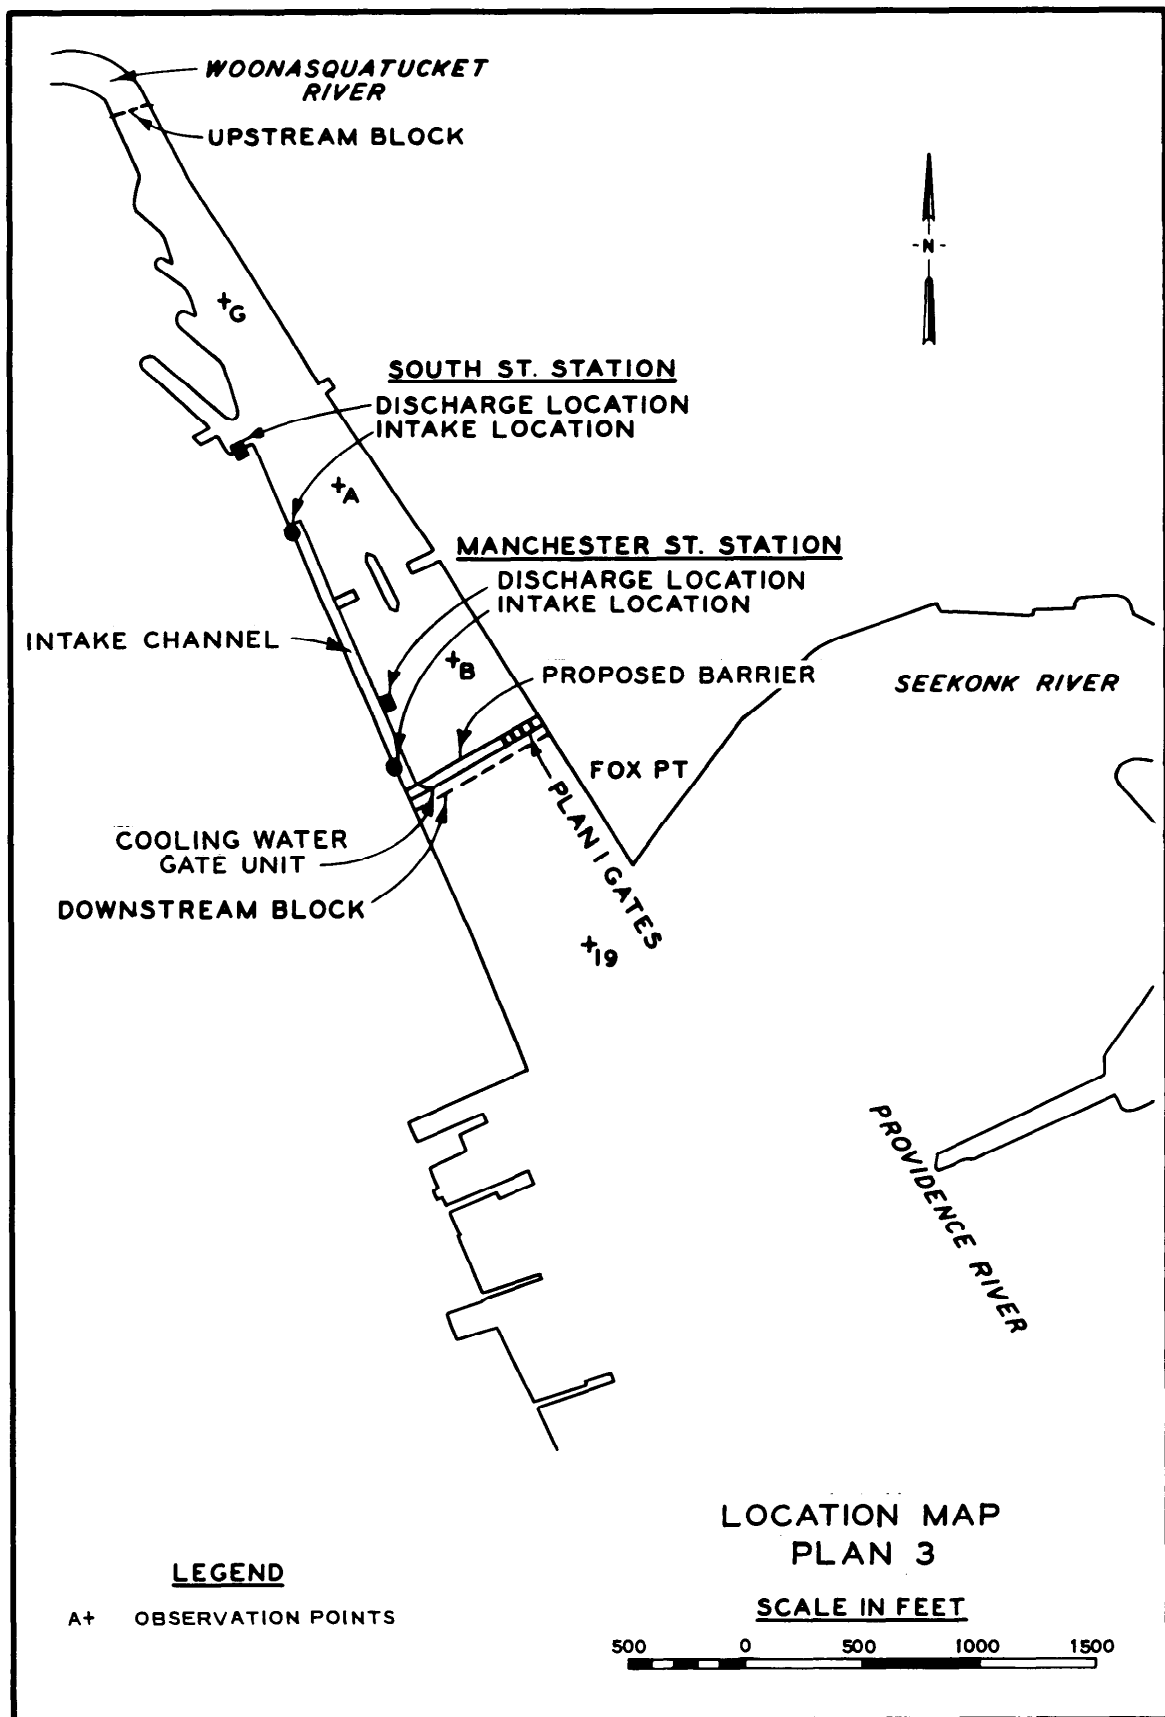 WOONASQUATUCKET
RIVER
UPSTREAM BLOCK
-N-
+G
SOUTH ST. STATION
DISCHARGE LOCATION
INTAKE LOCATION
+A
MANCHESTER ST. STATION
DISCHARGE LOCATION
INTAKE LOCATION
INTAKE CHANNEL
+B
PROPOSED BARRIER
SEEKONK RIVER
FOX PT
PLAN I GATES
COOLING WATER
GATE UNIT
DOWNSTREAM BLOCK
+19
PROVIDENCE RIVER
LOCATION MAP
PLAN 3
LEGEND
A+ OBSERVATION POINTS
SCALE IN FEET
500 0 500 1000 1500